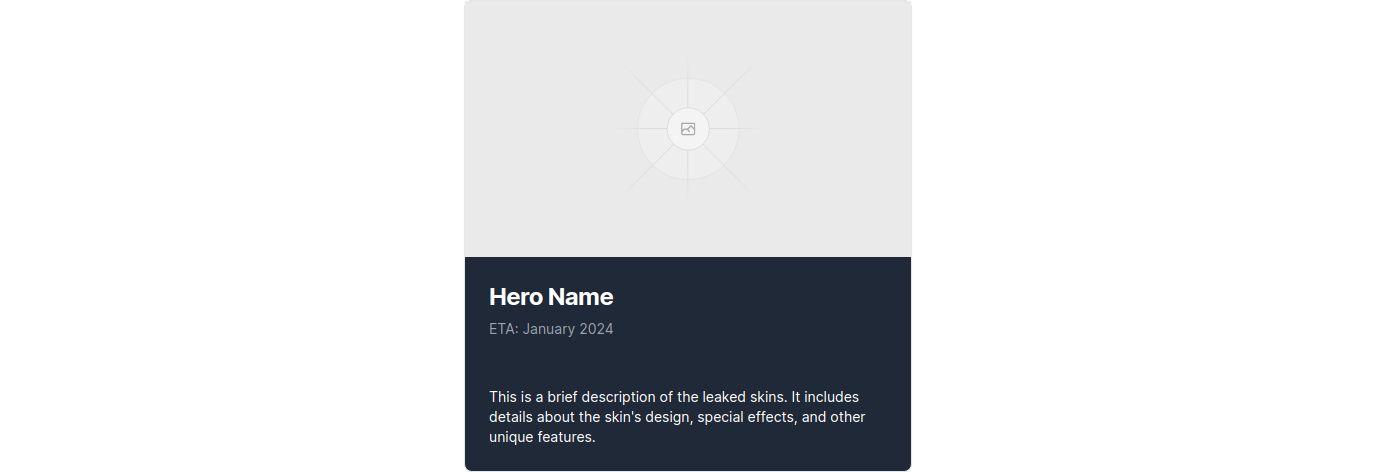 Hero Name
ETA: January 2024
This is a brief description of the leaked skins. It includes
details about the skin's design, special effects, and other
unique features.